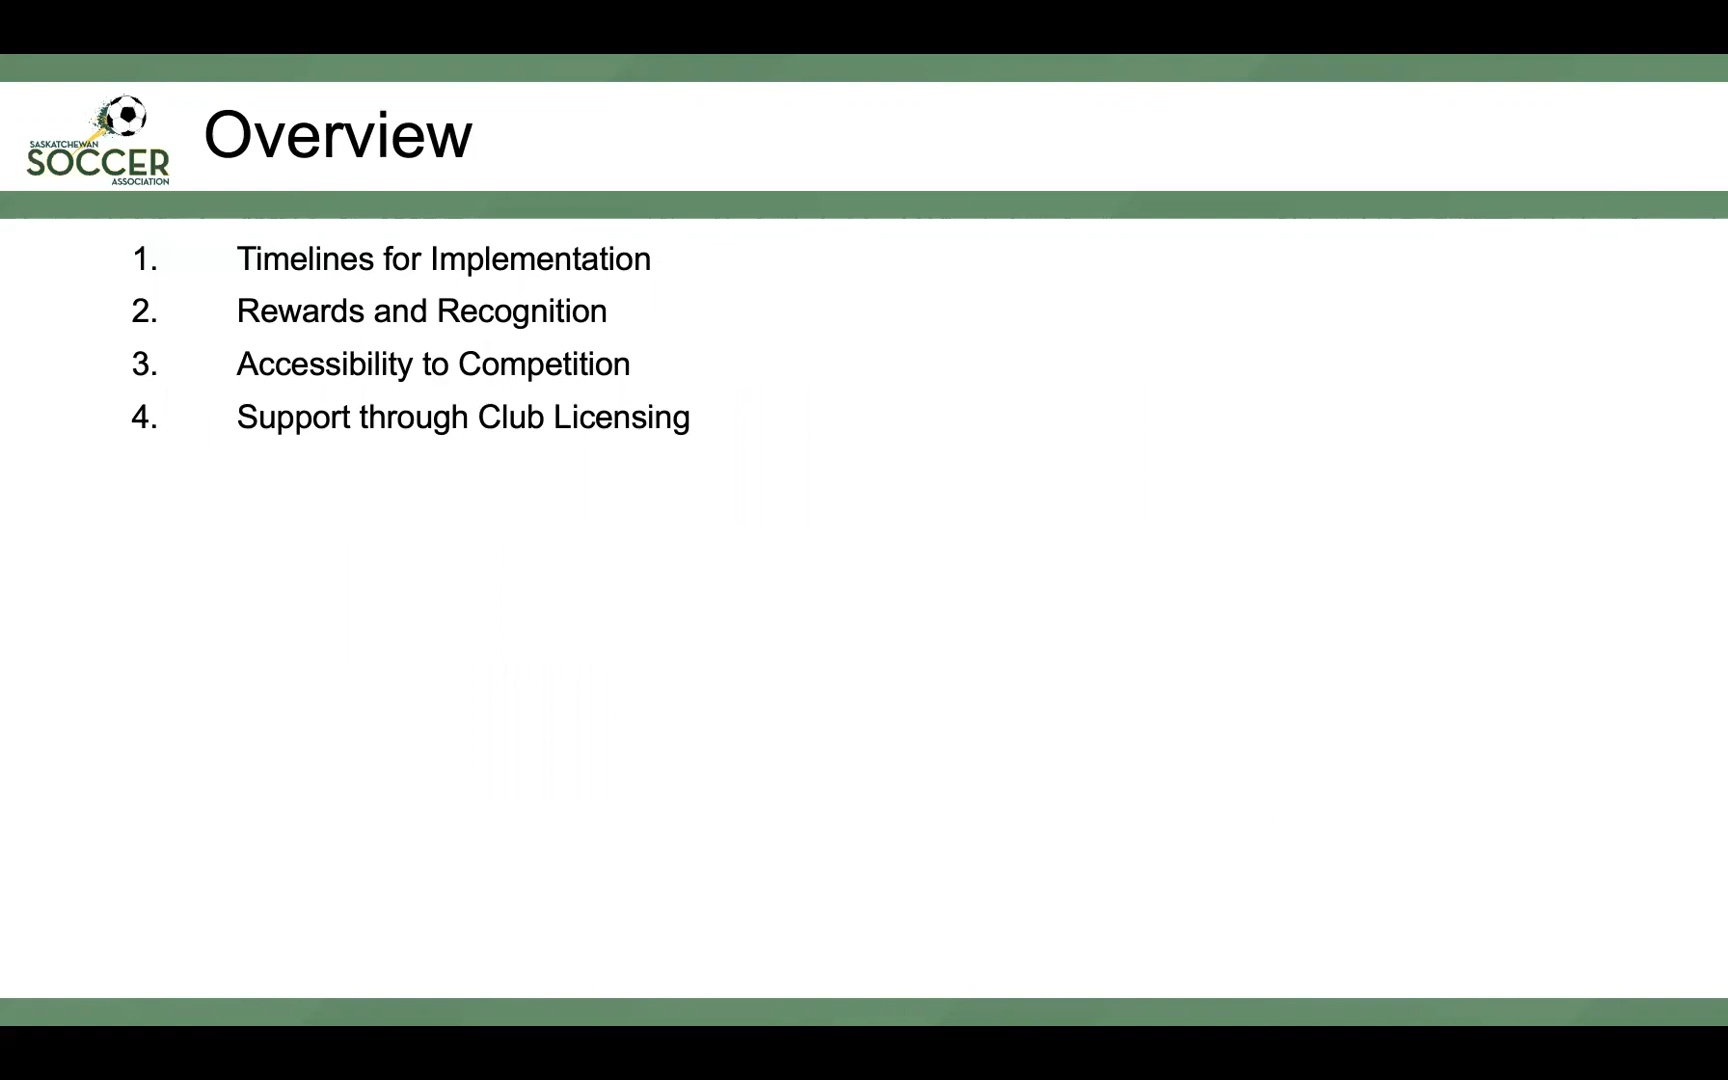 SASKATCHEWAN
SOCCER
ASSOCIATION
Overview
1. Timelines for Implementation
2. Rewards and Recognition
3. Accessibility to Competition
4. Support through Club Licensing